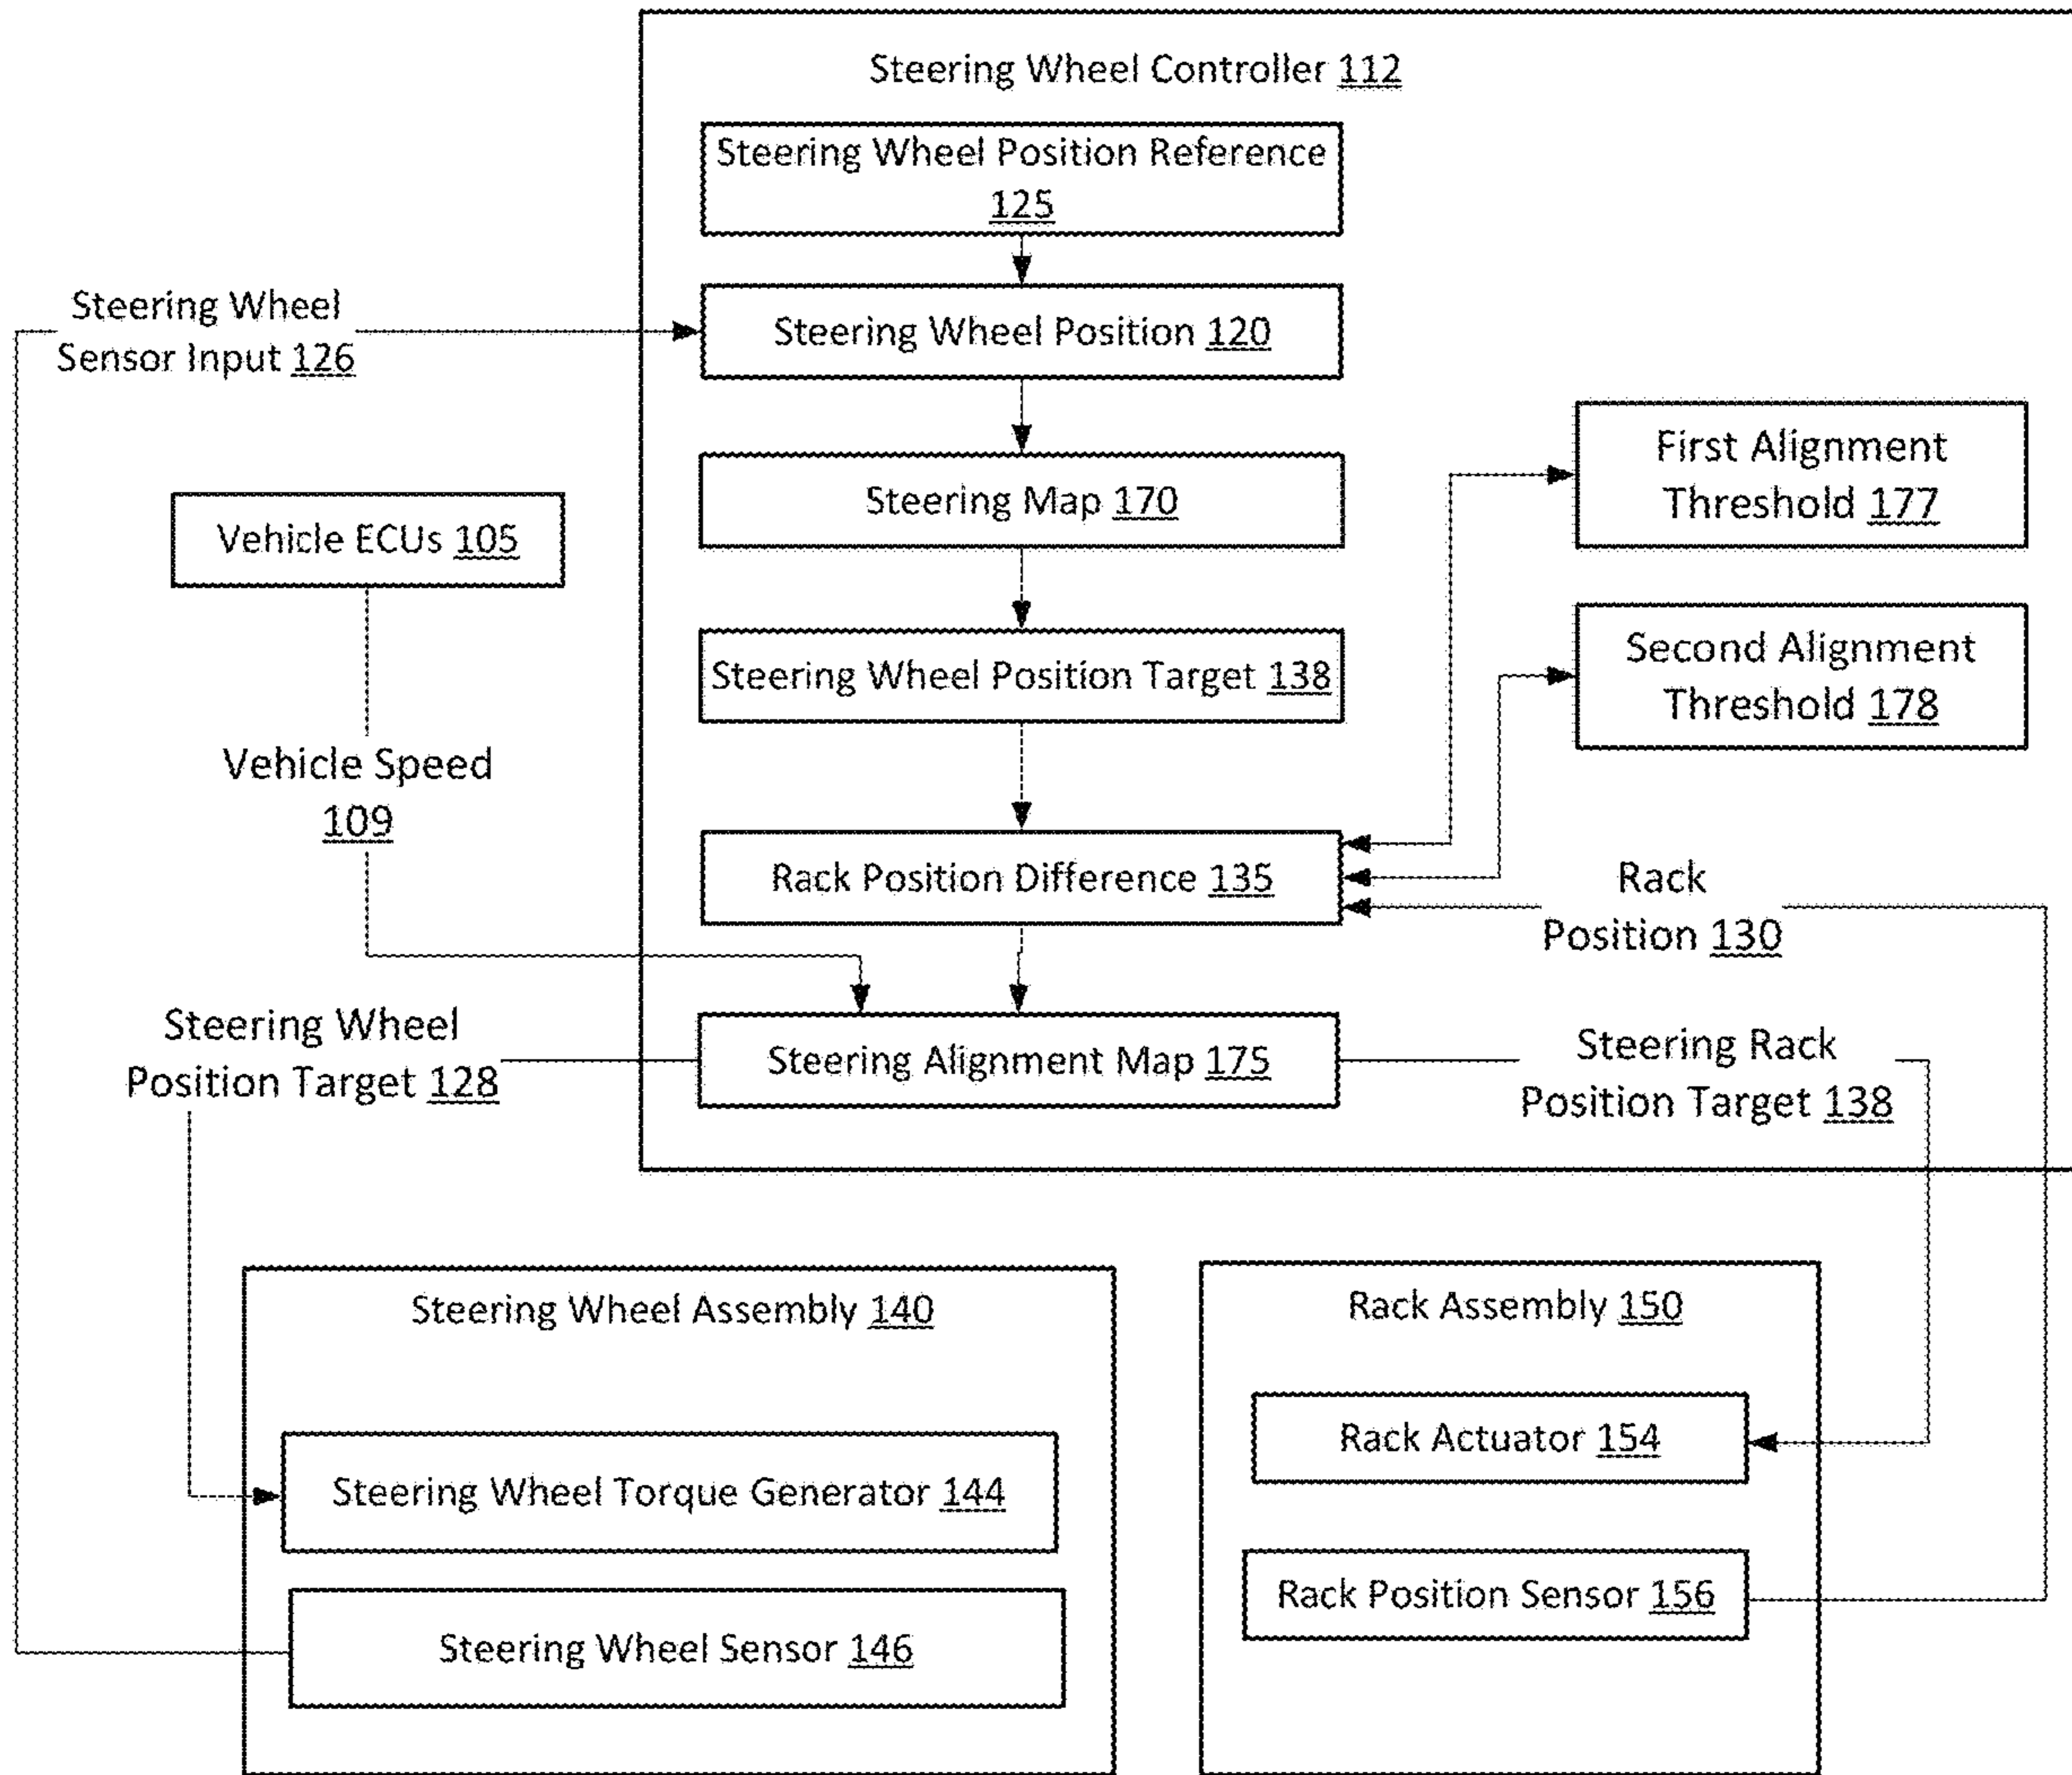 Steering Wheel Controller 112
Steering Wheel Position Reference
125
Steering Wheel
Sensor Input 126
Steering Wheel Position 120
First Alignment
Threshold 177
Steering Map 170
Vehicle ECUs 105
Second Alignment
Threshold 178
Steering Wheel Position Target 138
Vehicle Speed
109
Rack Position Difference 135
Rack
Position 130
Steering Wheel
Position Target 128
Steering Alignment Map 175
Steering Rack
Position Target 138
Steering Wheel Assembly 140
Rack Assembly 150
Steering Wheel Torque Generator 144
Rack Actuator 154
Steering Wheel Sensor 146
Rack Position Sensor 156